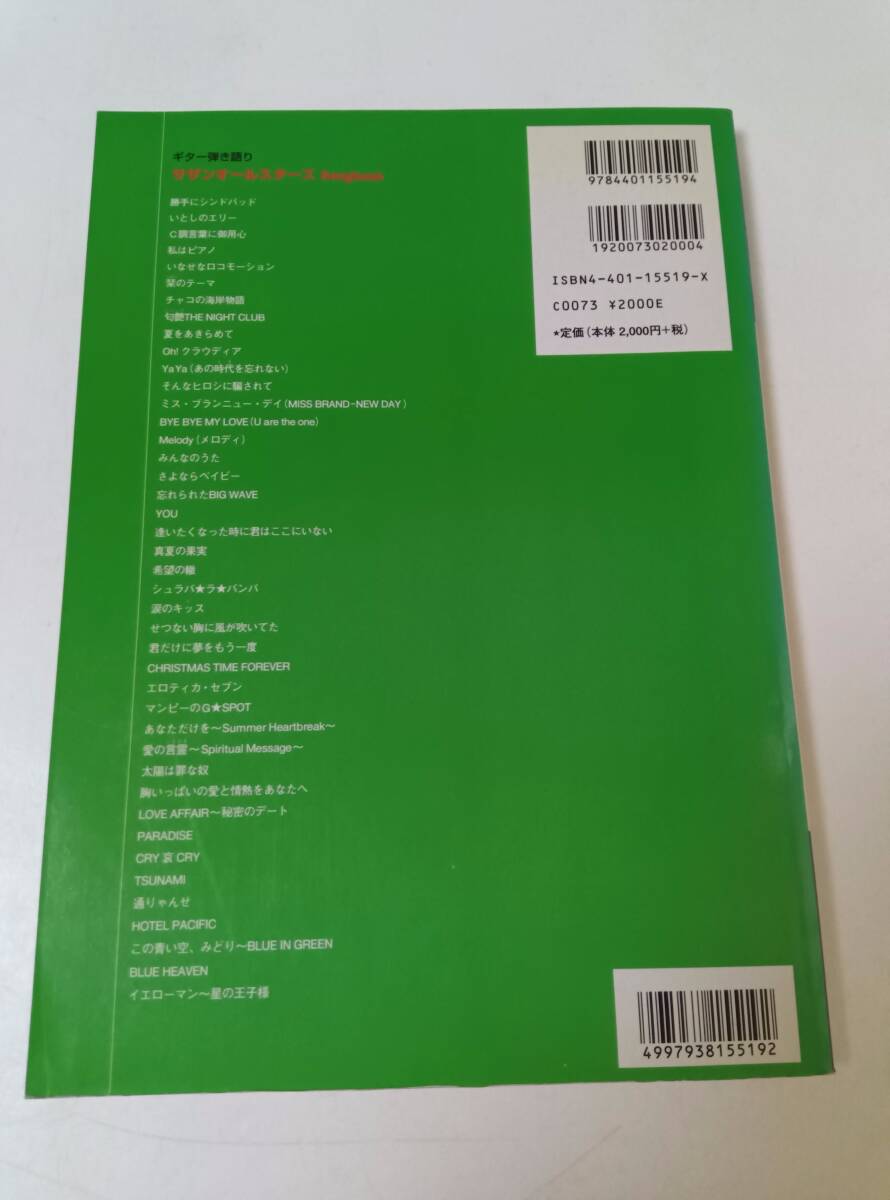 ギター弾き語り
サザンオールスターズ Songbook
勝手にシンドバッド
いとしのエリー
C調言葉に御用心
私はピアノ
いなせなロコモーション
栞のテーマ
チャコの海岸物語
匂艶THE NIGHT CLUB
夏をあきらめて
Oh! クラウディア
Ya Ya (あの時代を忘れない)
そんなヒロシに騙されて
ミス・ブランニュー・デイ (MISS BRAND-NEW DAY)
BYE BYE MY LOVE (U are the one)
Melody (メロディ)
みんなのうた
さよならベイビー
忘れられたBIG WAVE
YOU
逢いたくなった時に君はここにいない
真夏の果実
希望の轍
シュラバ★ラ★バンバ
涙のキッス
せつない胸に風が吹いてた
君だけに夢をもう一度
CHRISTMAS TIME FOREVER
エロティカ・セブン
マンピーのG★SPOT
あなただけを〜Summer Heartbreak〜
愛の言霊〜Spiritual Message〜
太陽は罪な奴
胸いっぱいの愛と情熱をあなたへ
LOVE AFFAIR〜秘密のデート
PARADISE
CRY 哀 CRY
TSUNAMI
通りゃんせ
HOTEL PACIFIC
この青い空、みどり〜BLUE IN GREEN
BLUE HEAVEN
イエローマン〜星の王子様
9784401155194
1920073020004
ISBN4-401-15519-X
C0073 ¥2000E
★定価(本体 2,000円+税)
4997938155192